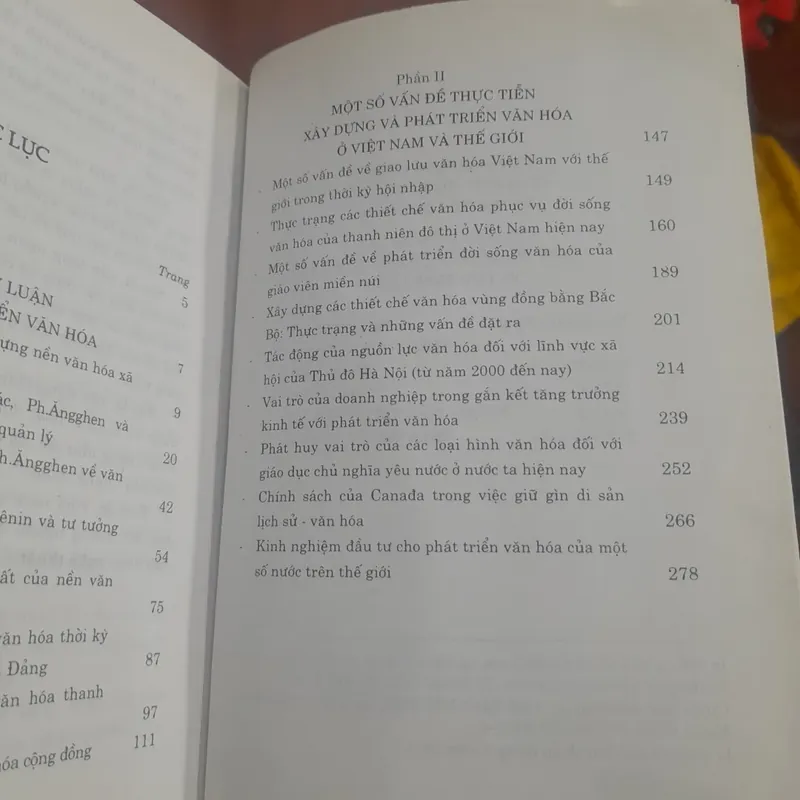 LỤC
Trang
LUẬN
5
ỂN VĂN HÓA
7
ựng nền văn hóa xã
9
ác, Ph.Ăngghen và
quản lý
20
h.Ăngghen về văn
42
ênin và tư tưởng
54
ất của nền văn
75
văn hóa thời kỳ
Đảng
87
ăn hóa thanh
97
óa cộng đồng
111
Phần II
MỘT SỐ VẤN ĐỀ THỰC TIỄN
XÂY DỰNG VÀ PHÁT TRIỂN VĂN HÓA
Ở VIỆT NAM VÀ THẾ GIỚI 147
· Một số vấn đề về giao lưu văn hóa Việt Nam với thế
giới trong thời kỳ hội nhập 149
· Thực trạng các thiết chế văn hóa phục vụ đời sống
văn hóa của thanh niên đô thị ở Việt Nam hiện nay 160
· Một số vấn đề về phát triển đời sống văn hóa của
giáo viên miền núi 189
· Xây dựng các thiết chế văn hóa vùng đồng bằng Bắc
Bộ: Thực trạng và những vấn đề đặt ra 201
· Tác động của nguồn lực văn hóa đối với lĩnh vực xã
hội của Thủ đô Hà Nội (từ năm 2000 đến nay) 214
· Vai trò của doanh nghiệp trong gắn kết tăng trưởng
kinh tế với phát triển văn hóa 239
· Phát huy vai trò của các loại hình văn hóa đối với
giáo dục chủ nghĩa yêu nước ở nước ta hiện nay 252
· Chính sách của Canada trong việc giữ gìn di sản
lịch sử - văn hóa 266
· Kinh nghiệm đầu tư cho phát triển văn hóa của một
số nước trên thế giới 278